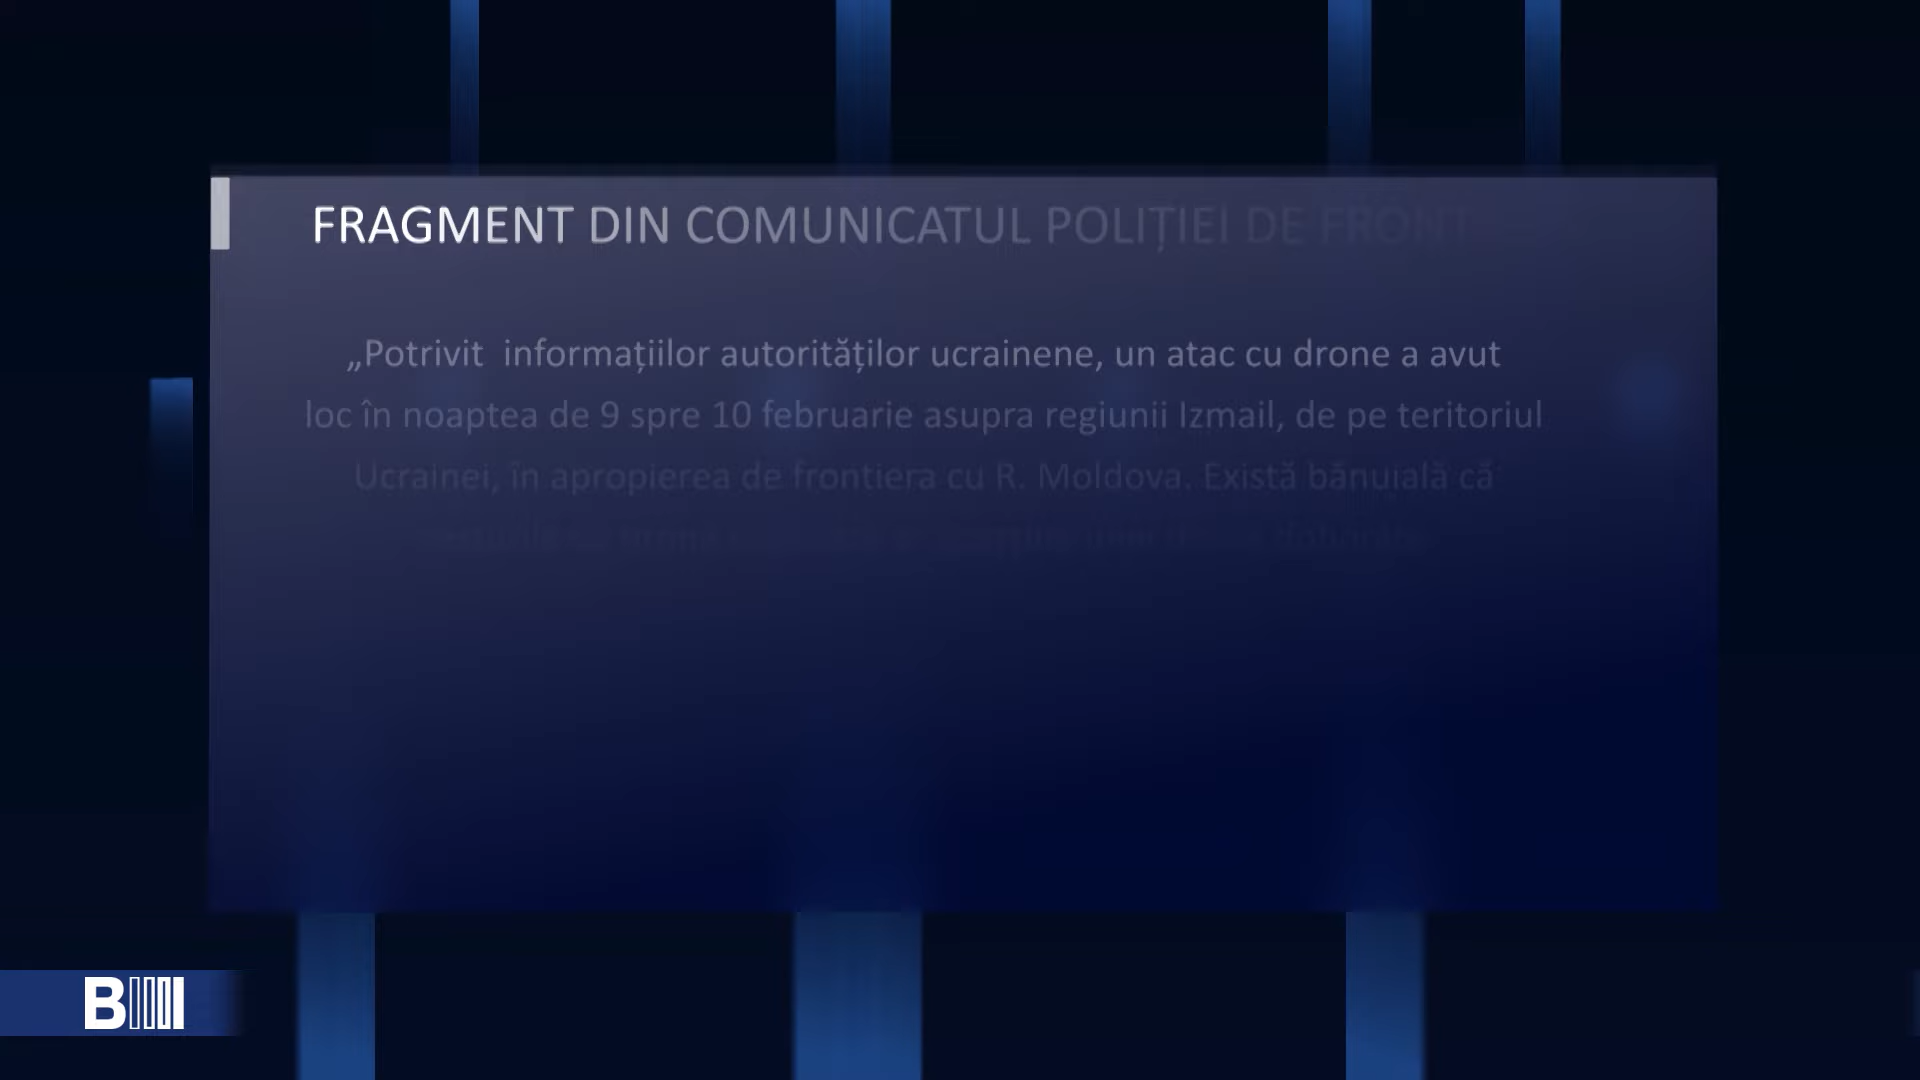 FRAGMENT DIN COMUNICATUL POLIȚIEI DE FRONT
„Potrivit informațiilor autorităților ucrainene, un atac cu drone a avut
loc în noaptea de 9 spre 10 februarie asupra regiunii Izmail, de pe teritoriul
Ucrainei, în apropierea de frontiera cu R. Moldova. Există bănuială că
B